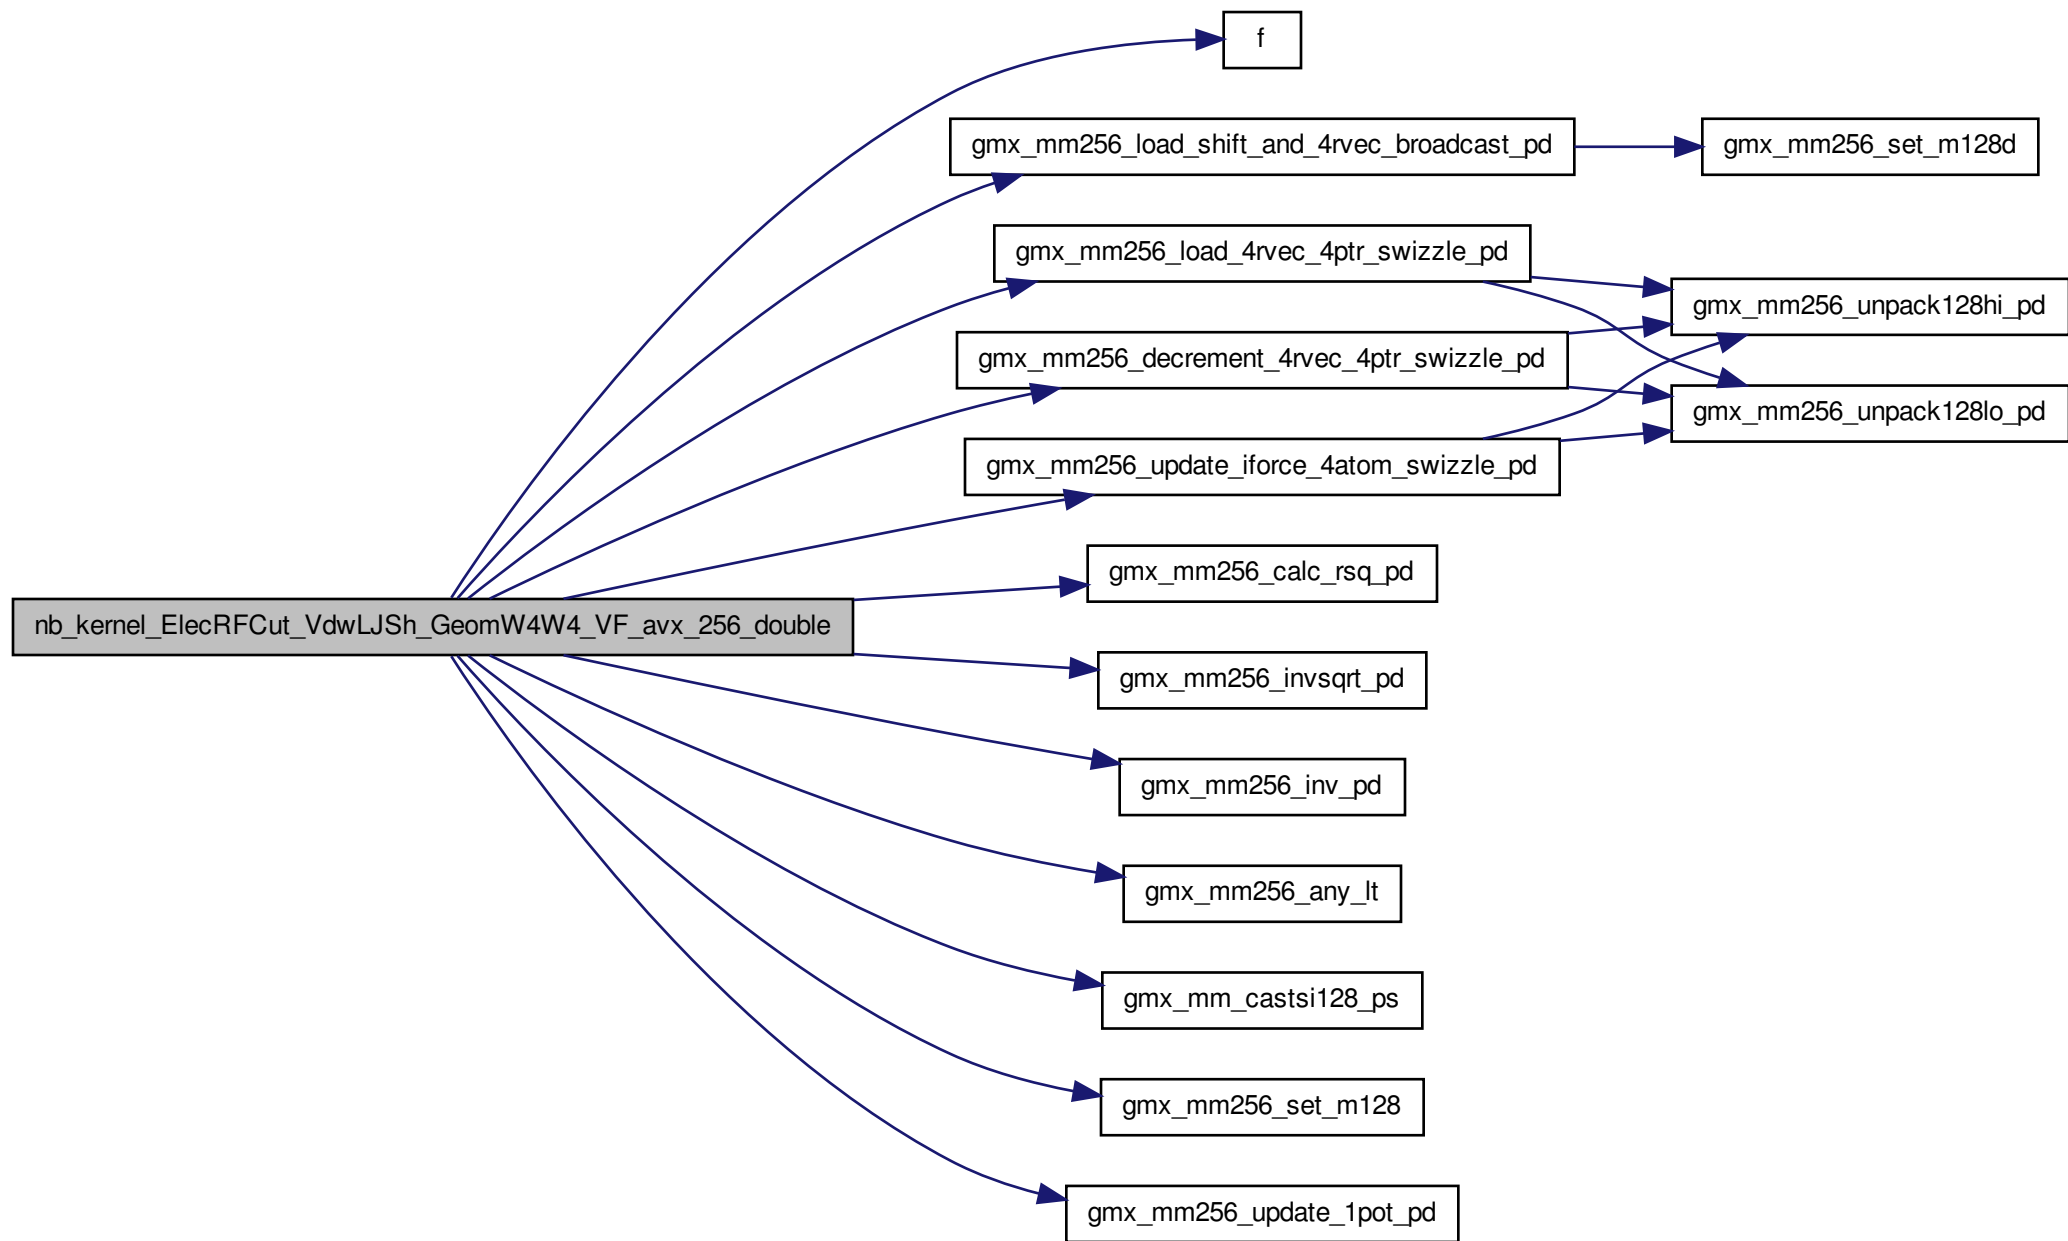 f
gmx_mm256_load_shift_and_4rvec_broadcast_pd
gmx_mm256_set_m128d
gmx_mm256_load_4rvec_4ptr_swizzle_pd
gmx_mm256_unpack128hi_pd
gmx_mm256_decrement_4rvec_4ptr_swizzle_pd
gmx_mm256_unpack128lo_pd
gmx_mm256_update_iforce_4atom_swizzle_pd
gmx_mm256_calc_rsq_pd
nb_kernel_ElecRFCut_VdwLJSh_GeomW4W4_VF_avx_256_double
gmx_mm256_invsqrt_pd
gmx_mm256_inv_pd
gmx_mm256_any_lt
gmx_mm_castsi128_ps
gmx_mm256_set_m128
gmx_mm256_update_1pot_pd